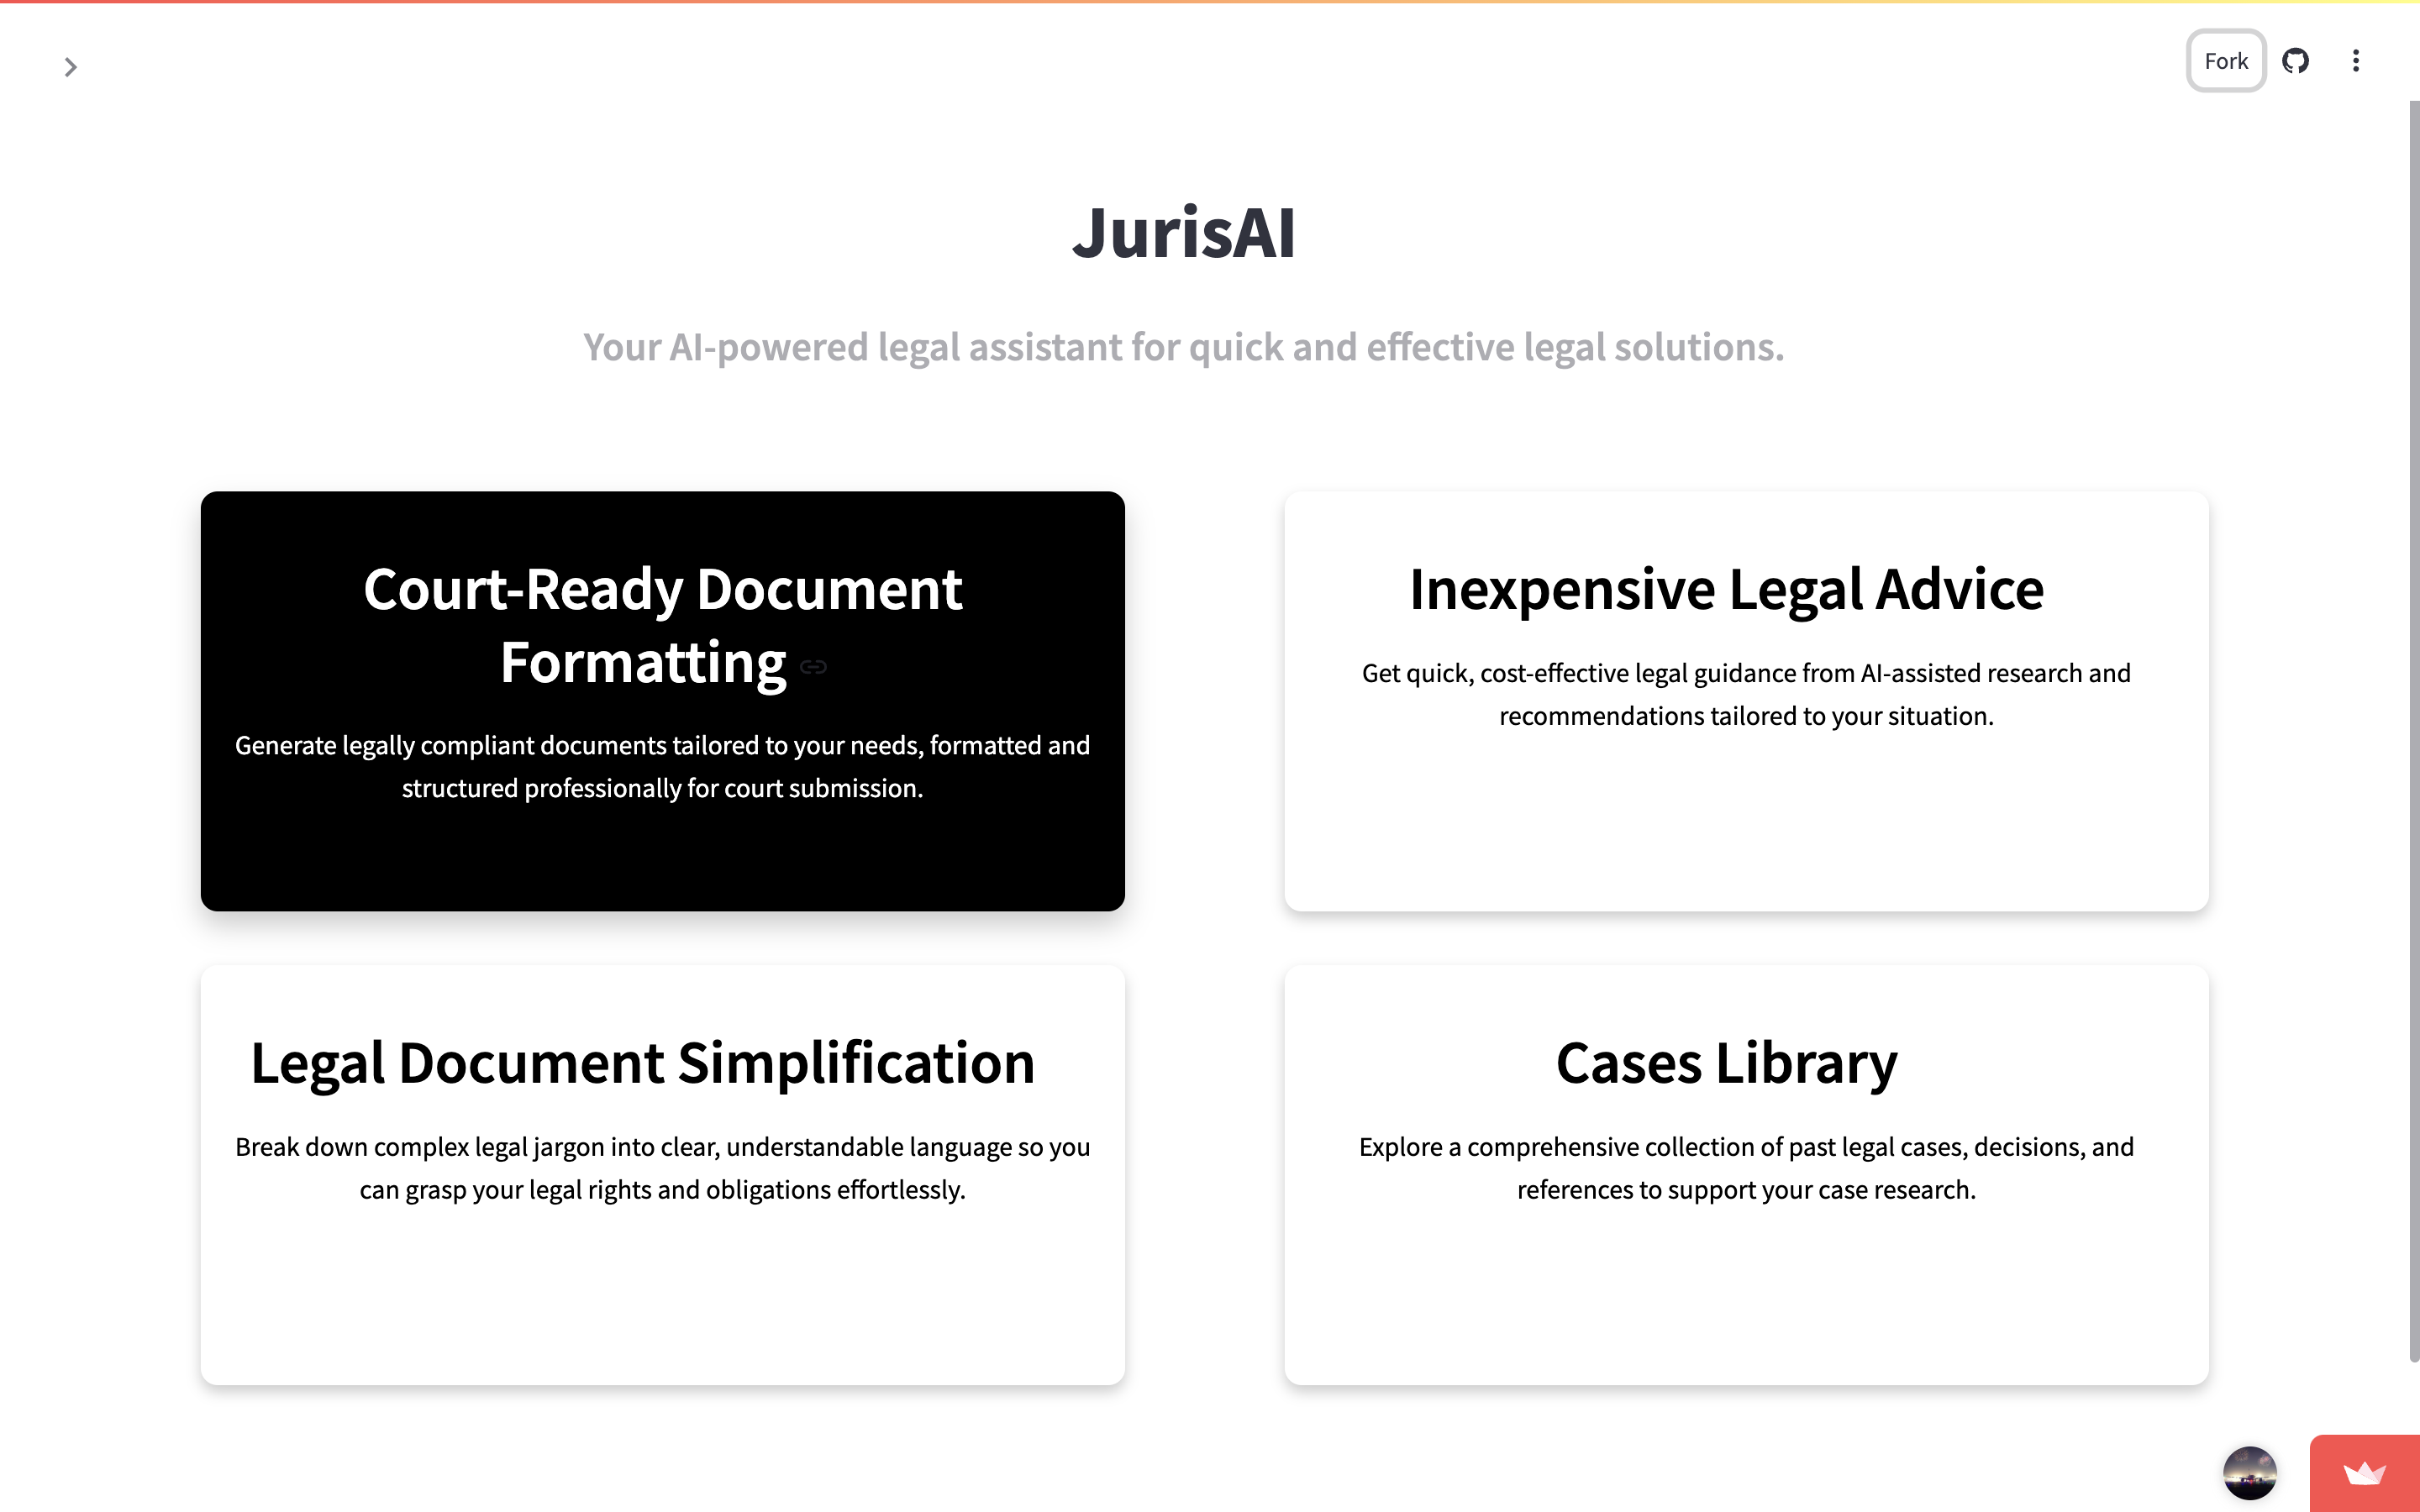 Fork
JurisAI
Your AI-powered legal assistant for quick and effective legal solutions.
Court-Ready Document
Formatting
Generate legally compliant documents tailored to your needs, formatted and
structured professionally for court submission.
Inexpensive Legal Advice
Get quick, cost-effective legal guidance from AI-assisted research and
recommendations tailored to your situation.
Legal Document Simplification
Break down complex legal jargon into clear, understandable language so you
can grasp your legal rights and obligations effortlessly.
Cases Library
Explore a comprehensive collection of past legal cases, decisions, and
references to support your case research.